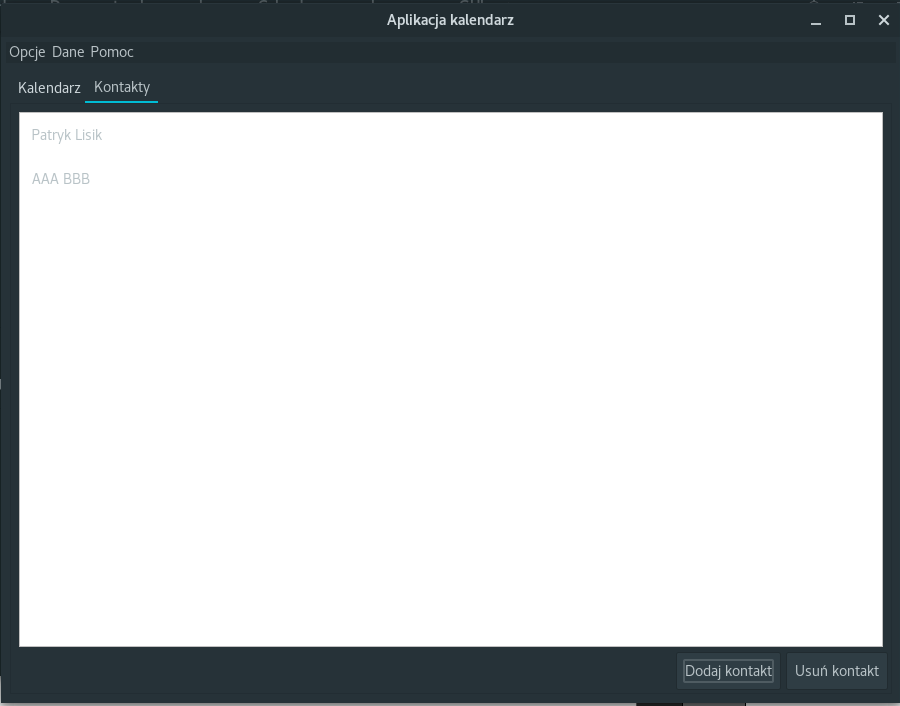 Aplikacja kalendarz
Opcje Dane Pomoc
Kalendarz Kontakty
Patryk Lisik
AAA BBB
Dodaj kontakt Usuń kontakt